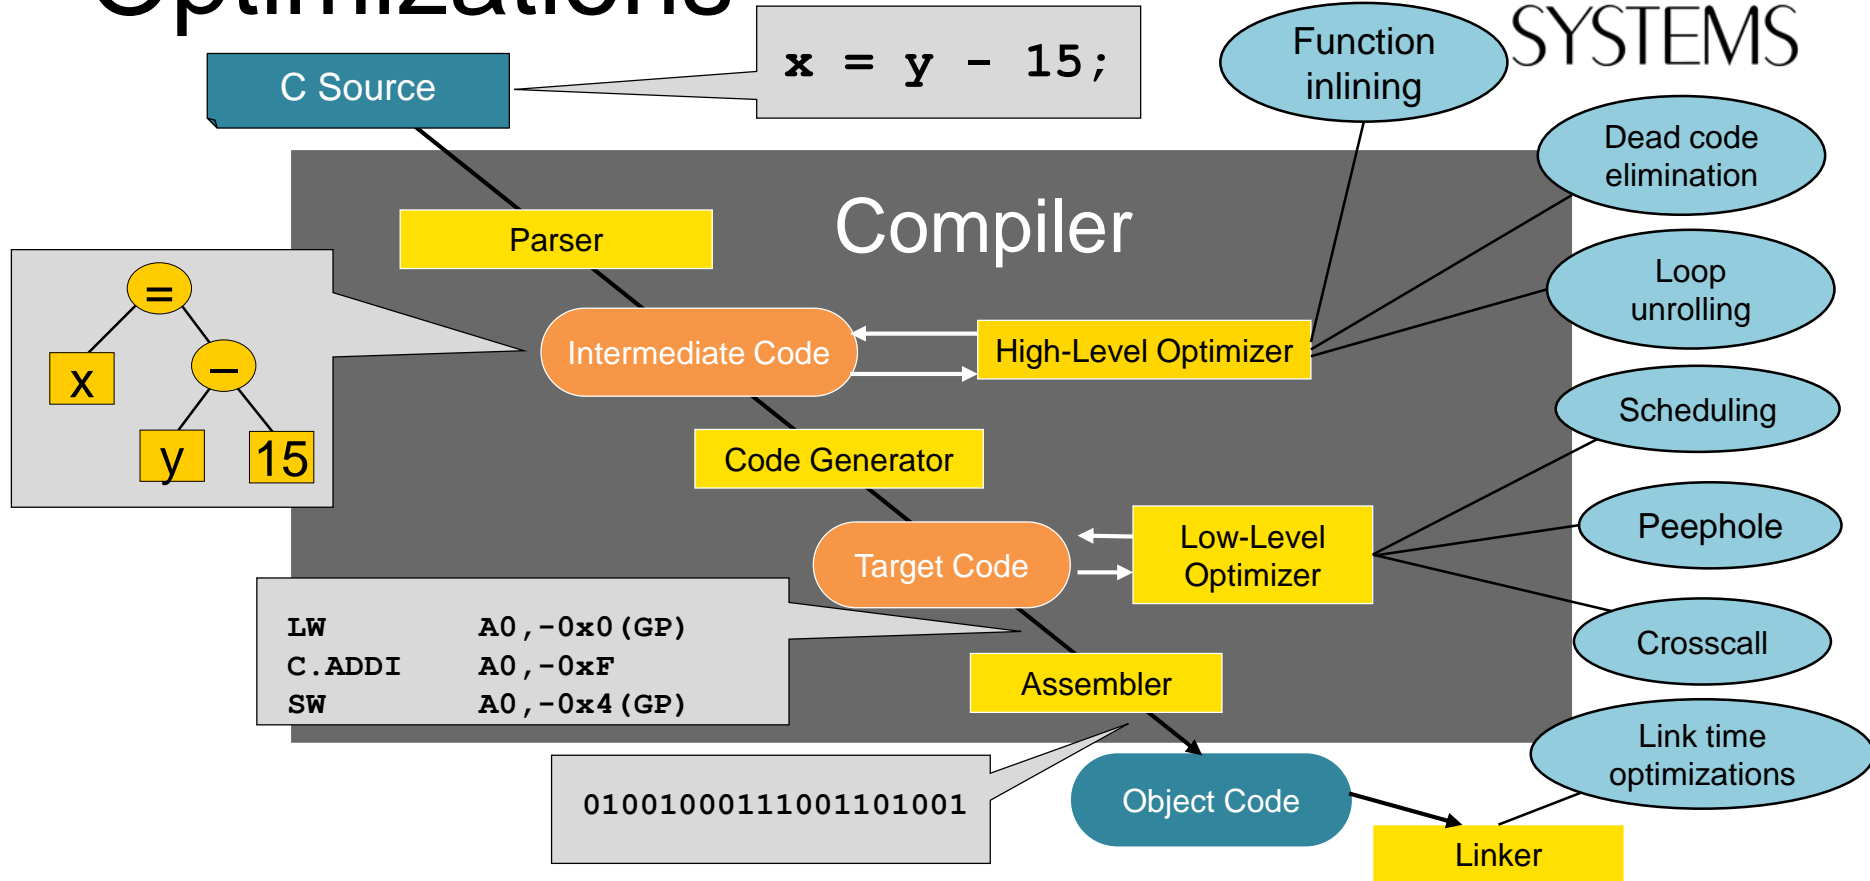 Optimizations
SYSTEMS
C Source
x = y - 15;
Function
inlining
Dead code
elimination
Compiler
Parser
Loop
unrolling
=
x
–
y
15
Intermediate Code
High-Level Optimizer
Scheduling
Code Generator
Peephole
Target Code
Low-Level
Optimizer
LW A0,-0x0(GP)
C.ADDI A0,-0xF
SW A0,-0x4(GP)
Crosscall
Assembler
Link time
optimizations
01001000111001101001
Object Code
Linker